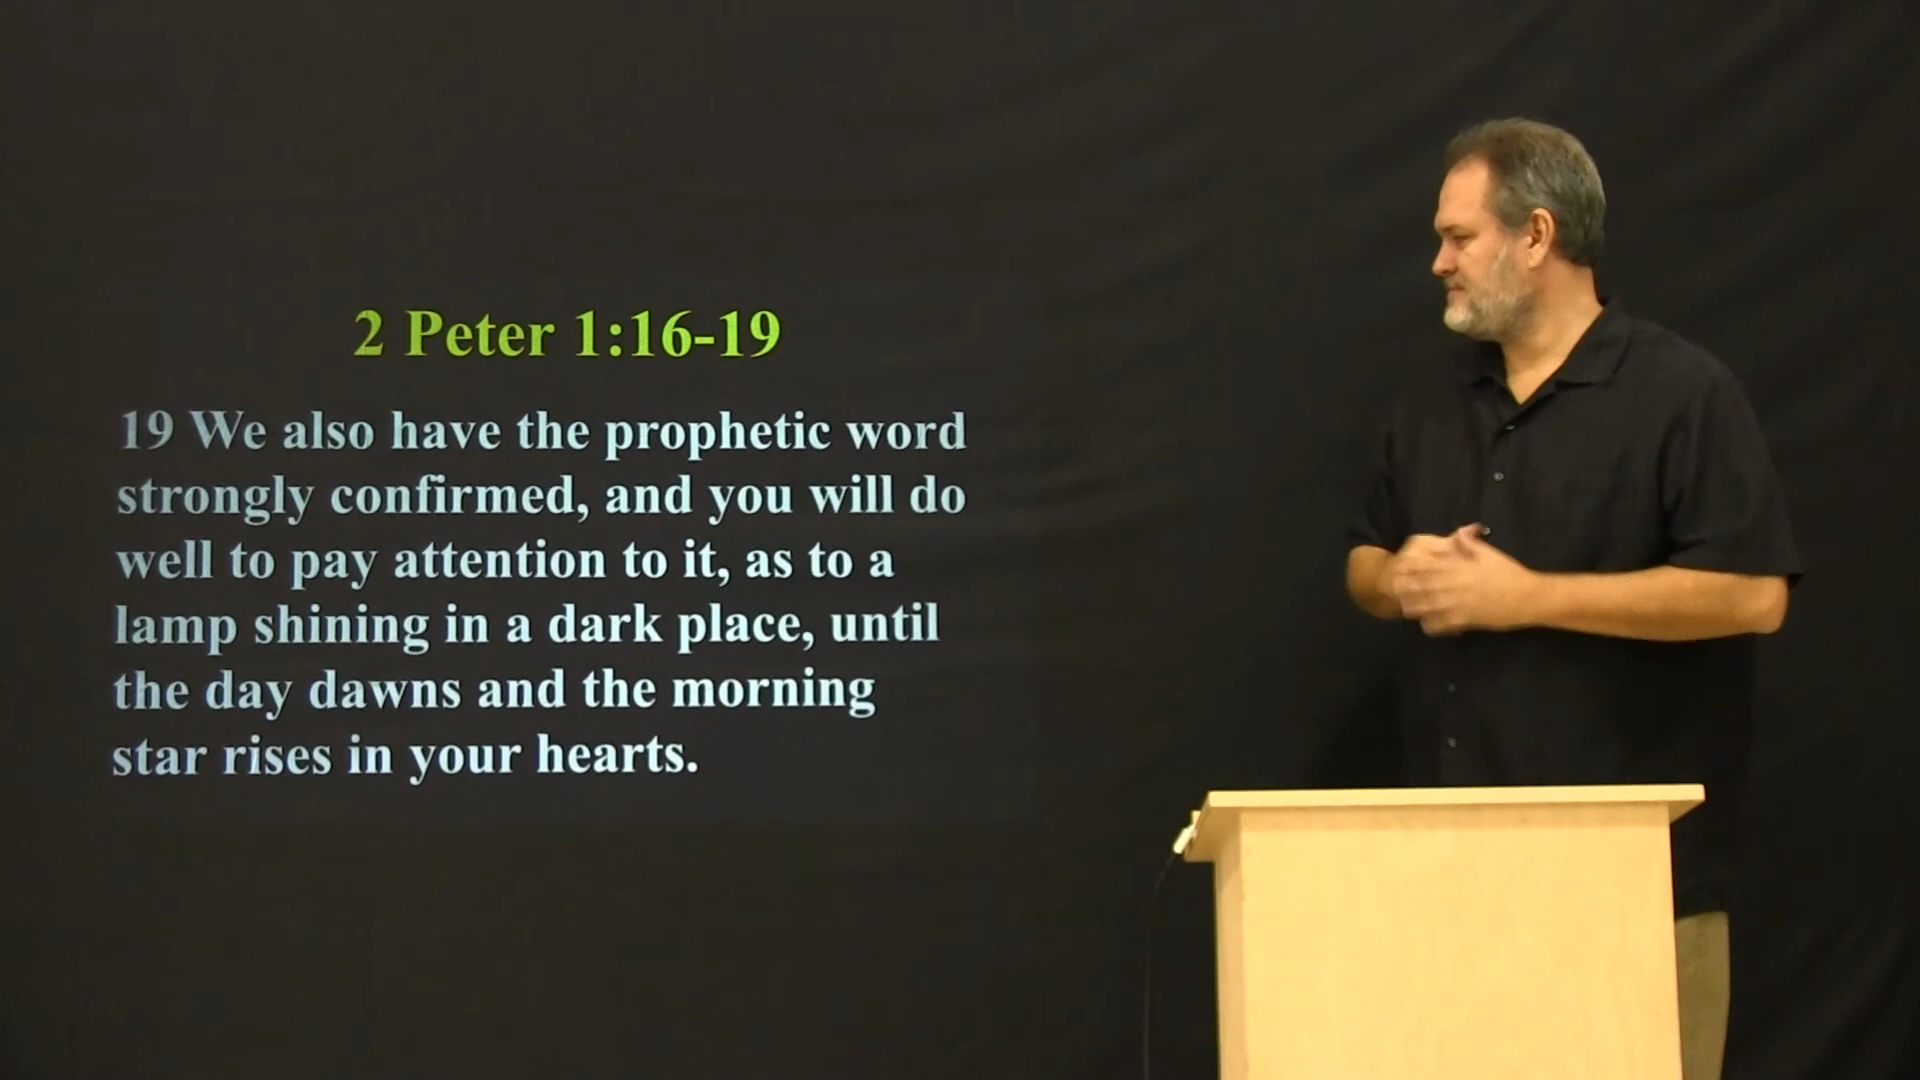 2 Peter 1:16-19
19 We also have the prophetic word
strongly confirmed, and you will do
well to pay attention to it, as to a
lamp shining in a dark place, until
the day dawns and the morning
star rises in your hearts.